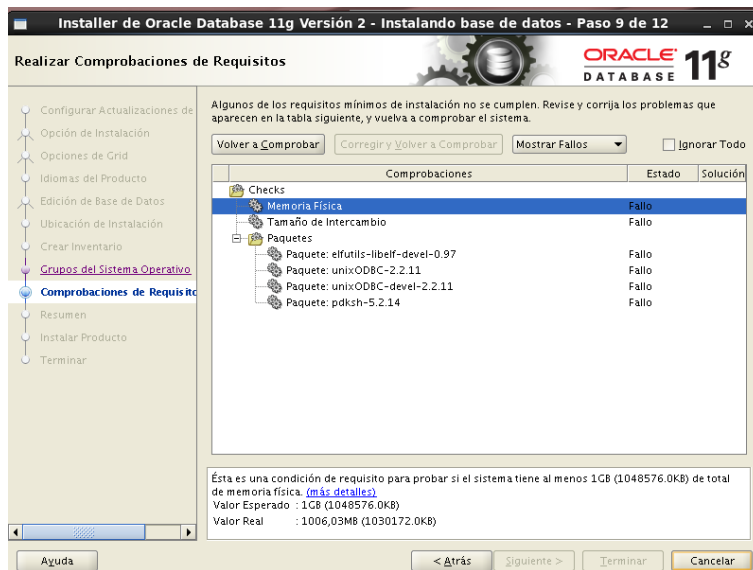 Installer de Oracle Database 11g Versión 2 - Instalando base de datos - Paso 9 de 12
Realizar Comprobaciones de Requisitos
ORACLE 11g
DATABASE
Configurar Actualizaciones de
Opción de Instalación
Opciones de Grid
Idiomas del Producto
Edición de Base de Datos
Ubicación de Instalación
Crear Inventario
Grupos del Sistema Operativo
Comprobaciones de Requisito
Resumen
Instalar Producto
Terminar
Algunos de los requisitos mínimos de instalación no se cumplen. Revise y corrija los problemas que
aparecen en la tabla siguiente, y vuelva a comprobar el sistema.
Volver a Comprobar Corregir y Volver a Comprobar Mostrar Fallos Ignorar Todo
Comprobaciones Estado Solución
Checks
Memoria Física Fallo
Tamaño de Intercambio Fallo
Paquetes
Paquete: elfutils-libelf-devel-0.97 Fallo
Paquete: unixODBC-2.2.11 Fallo
Paquete: unixODBC-devel-2.2.11 Fallo
Paquete: pdksh-5.2.14 Fallo
Ésta es una condición de requisito para probar si el sistema tiene al menos 1GB (1048576.0KB) de total
de memoria física. (más detalles)
Valor Esperado : 1GB (1048576.0KB)
Valor Real : 1006,03MB (1030172.0KB)
Ayuda < Atrás Siguiente > Terminar Cancelar